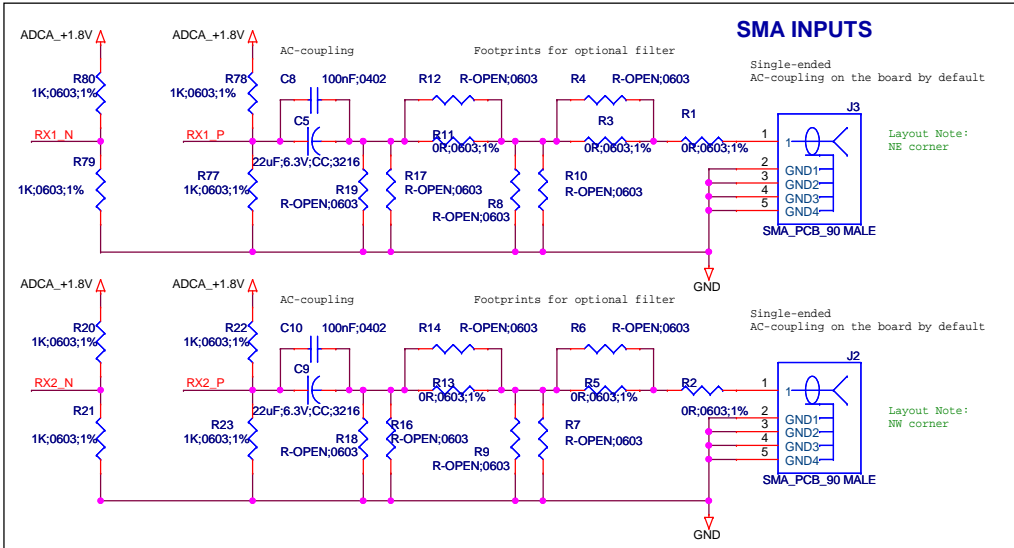 SMA INPUTS
ADCA_+1.8V
ADCA_+1.8V
AC-coupling
Footprints for optional filter
Single-ended
AC-coupling on the board by default
R80
1K;0603;1%
R78
1K;0603;1%
C8
100nF;0402
R12
R-OPEN;0603
R4
R-OPEN;0603
J3
RX1_N
RX1_P
C5
22uF;6.3V;CC;3216
R11
0R;0603;1%
R3
0R;0603;1%
R1
0R;0603;1%
1
1
2
GND1
3
GND2
4
GND3
5
GND4
SMA_PCB_90 MALE
Layout Note:
NE corner
R79
1K;0603;1%
R77
1K;0603;1%
R19
R-OPEN;0603
R17
R-OPEN;0603
R8
R-OPEN;0603
R10
R-OPEN;0603
GND
ADCA_+1.8V
ADCA_+1.8V
AC-coupling
Footprints for optional filter
Single-ended
AC-coupling on the board by default
R20
1K;0603;1%
R22
1K;0603;1%
C10
100nF;0402
R14
R-OPEN;0603
R6
R-OPEN;0603
J2
RX2_N
RX2_P
C9
22uF;6.3V;CC;3216
R13
0R;0603;1%
R5
0R;0603;1%
R2
0R;0603;1%
1
1
2
GND1
3
GND2
4
GND3
5
GND4
SMA_PCB_90 MALE
Layout Note:
NW corner
R21
1K;0603;1%
R23
1K;0603;1%
R18
R-OPEN;0603
R16
R-OPEN;0603
R9
R-OPEN;0603
R7
R-OPEN;0603
GND